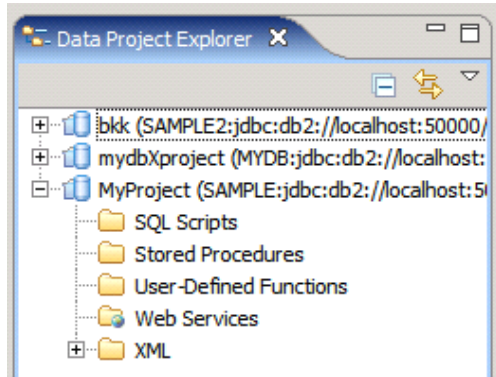 Data Project Explorer
bkk (SAMPLE2:jdbc:db2://localhost:50000/
mydbXproject (MYDB:jdbc:db2://localhost:
MyProject (SAMPLE:jdbc:db2://localhost:50
SQL Scripts
Stored Procedures
User-Defined Functions
Web Services
XML